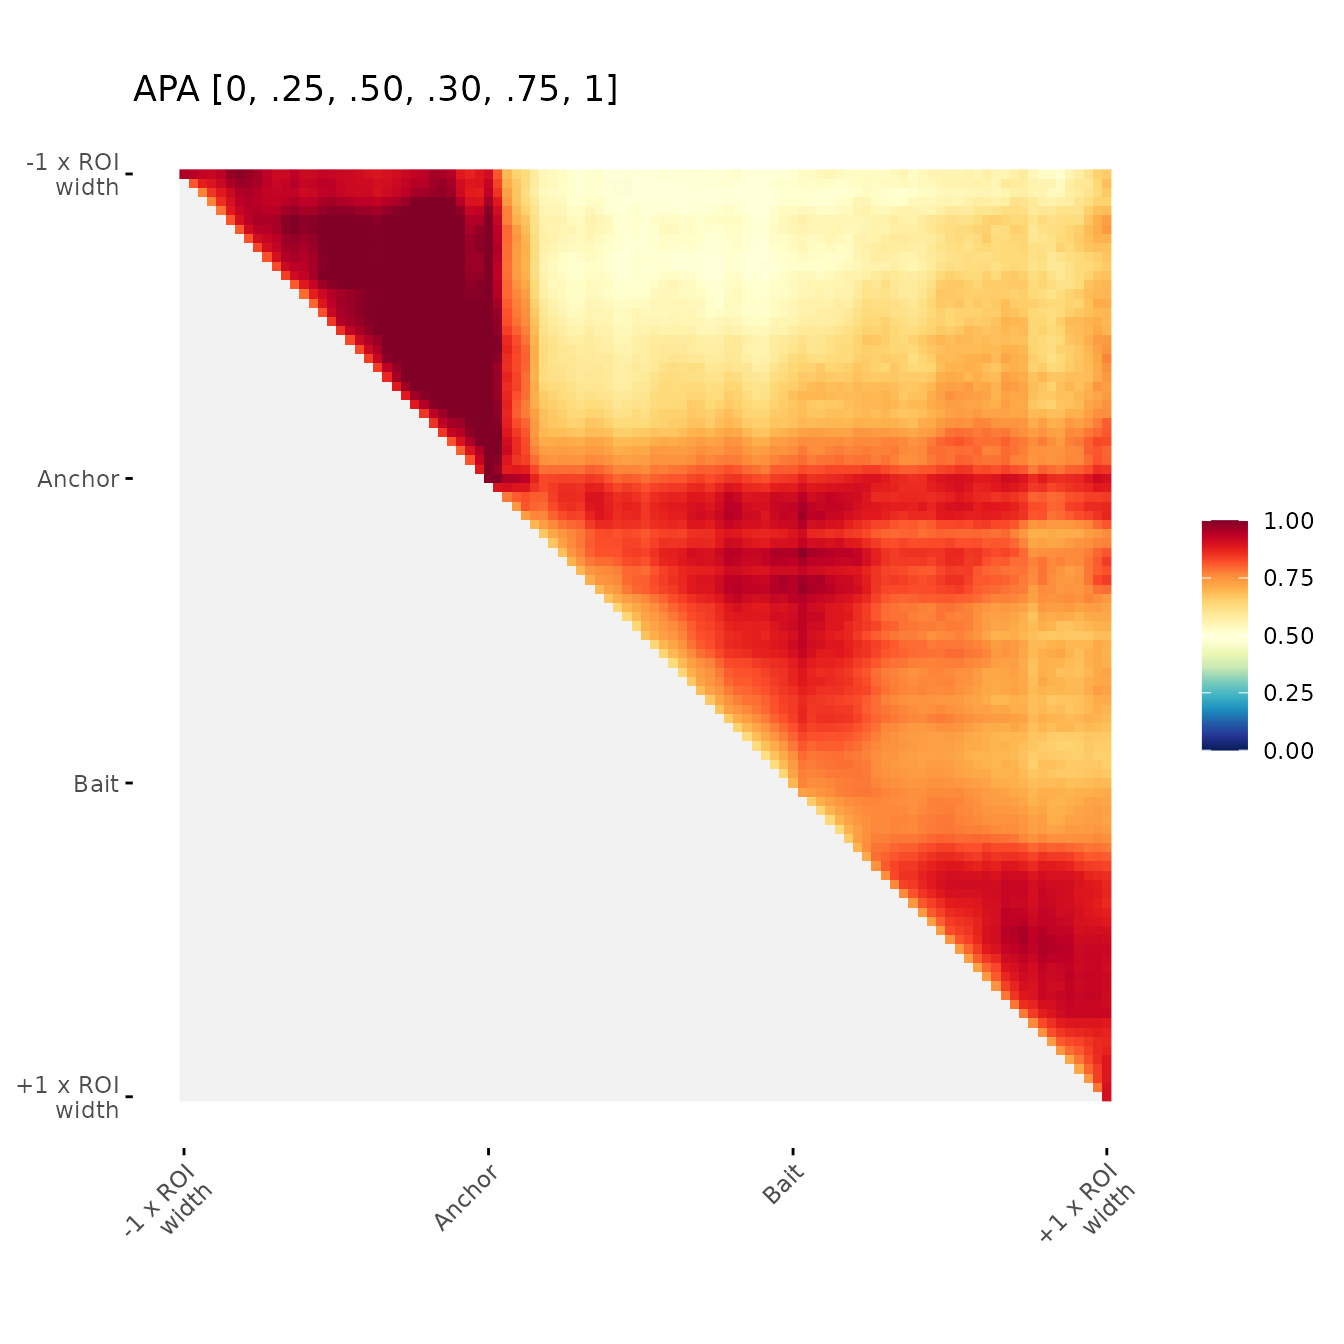 APA [0, .25, .50, .30, .75, 1]
-1 x ROI
width
Anchor
Bait
+1 x ROI
width
1.00
0.75
0.50
0.25
0.00
-1 x ROI
width
Anchor
Bait
+1 x ROI
width